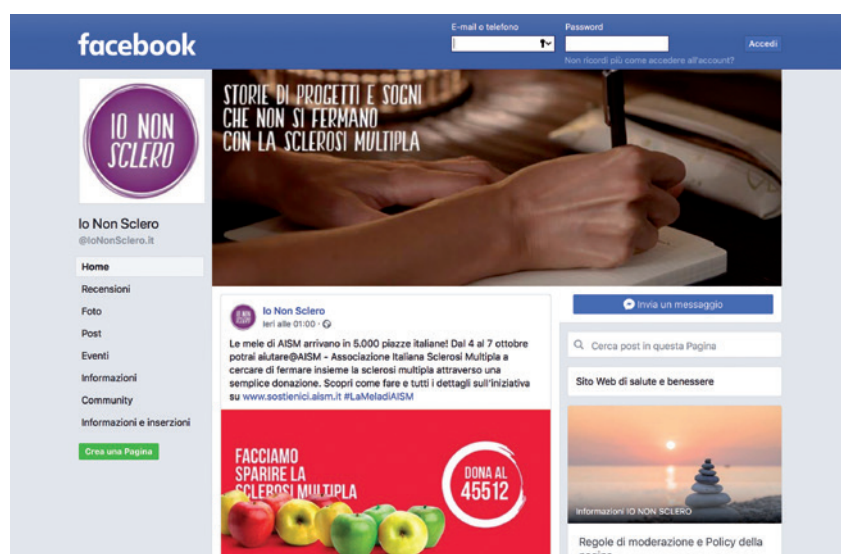 facebook
E-mail o telefono
Password
Accedi
Non ricordi più come accedere all'account?
IO NON
SCLERO
STORIE DI PROGETTI E SOGNI
CHE NON SI FERMANO
CON LA SCLEROSI MULTIPLA
Io Non Sclero
@IoNonSclero.it
Home
Recensioni
Foto
Post
Eventi
Informazioni
Community
Informazioni e inserzioni
Crea una Pagina
IO NON
SCLERO
Io Non Sclero
Ieri alle 01:00 ·
Le mele di AISM arrivano in 5.000 piazze italiane! Dal 4 al 7 ottobre
potrai aiutare@AISM - Associazione Italiana Sclerosi Multipla a
cercare di fermare insieme la sclerosi multipla attraverso una
semplice donazione. Scopri come fare e tutti i dettagli sull'iniziativa
su www.sostienici.aism.it #LaMeladiAISM
FACCIAMO
SPARIRE LA
SCLEROSI MULTIPLA
DONA AL
45512
Invia un messaggio
Cerca post in questa Pagina
Sito Web di salute e benessere
Informazioni IO NON SCLERO
Regole di moderazione e Policy della